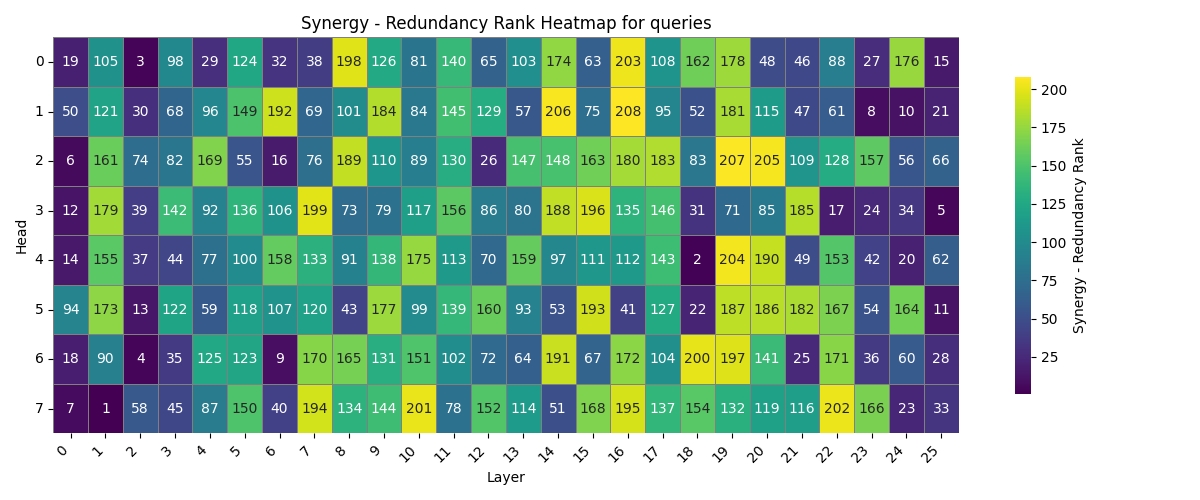 Synergy - Redundancy Rank Heatmap for queries
0 19 105 3 98 29 124 32 38 198 126 81 140 65 103 174 63 203 108 162 178 48 46 88 27 176 15
1 50 121 30 68 96 149 192 69 101 184 84 145 129 57 206 75 208 95 52 181 115 47 61 8 10 21
2 6 161 74 82 169 55 16 76 189 110 89 130 26 147 148 163 180 183 83 207 205 109 128 157 56 66
3 12 179 39 142 92 136 106 199 73 79 117 156 86 80 188 196 135 146 31 71 85 185 17 24 34 5
4 14 155 37 44 77 100 158 133 91 138 175 113 70 159 97 111 112 143 2 204 190 49 153 42 20 62
5 94 173 13 122 59 118 107 120 43 177 99 139 160 93 53 193 41 127 22 187 186 182 167 54 164 11
6 18 90 4 35 125 123 9 170 165 131 151 102 72 64 191 67 172 104 200 197 141 25 171 36 60 28
7 7 1 58 45 87 150 40 194 134 144 201 78 152 114 51 168 195 137 154 132 119 116 202 166 23 33
0 1 2 3 4 5 6 7 8 9 10 11 12 13 14 15 16 17 18 19 20 21 22 23 24 25
Layer
Head
200
175
150
125
100
75
50
25
Synergy - Redundancy Rank